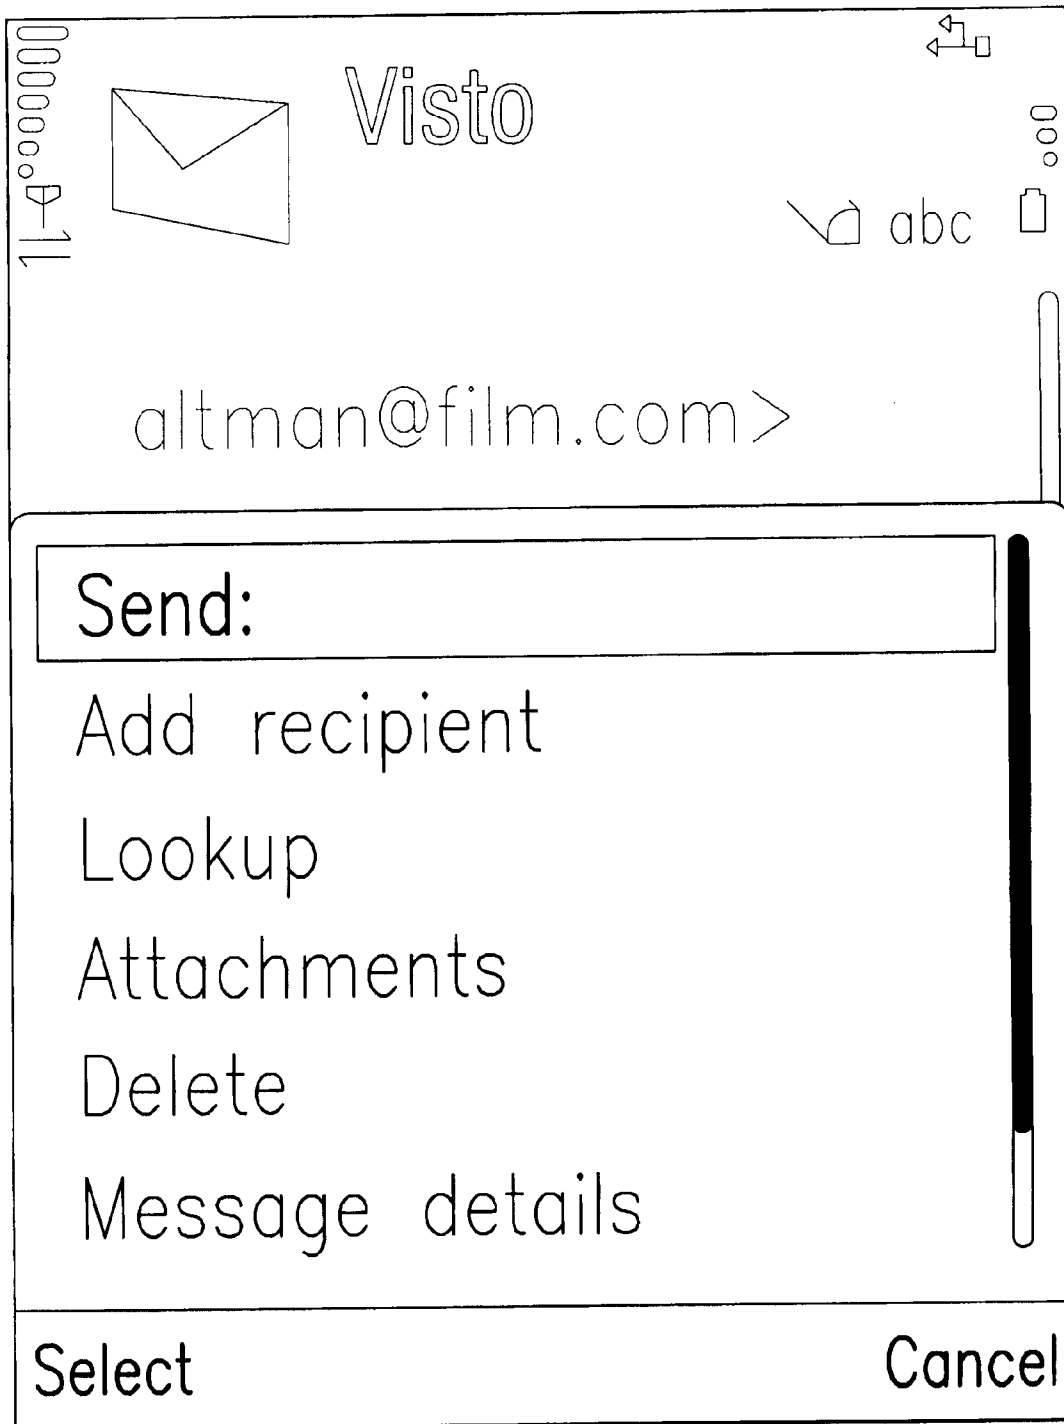 Visto
abc
altman@film.com>
Send:
Add recipient
Lookup
Attachments
Delete
Message details
Select
Cancel